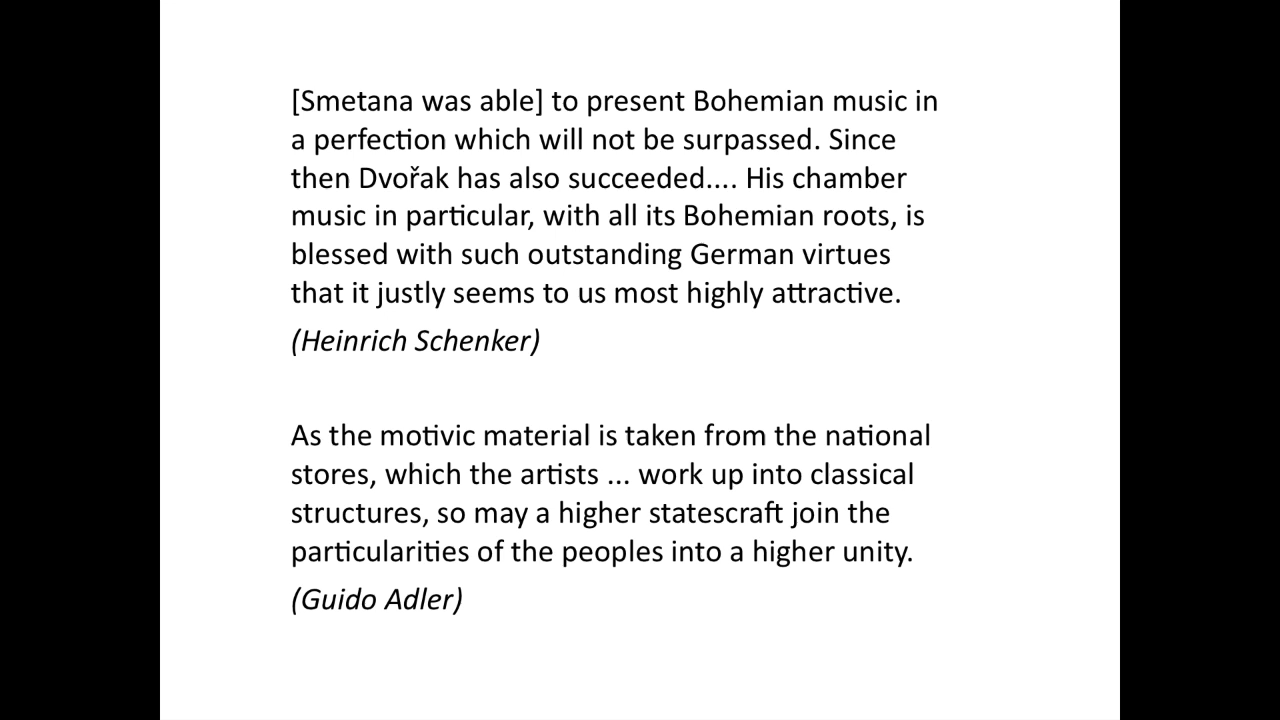 [Smetana was able] to present Bohemian music in
a perfection which will not be surpassed. Since
then Dvořak has also succeeded.... His chamber
music in particular, with all its Bohemian roots, is
blessed with such outstanding German virtues
that it justly seems to us most highly attractive.
(Heinrich Schenker)
As the motivic material is taken from the national
stores, which the artists ... work up into classical
structures, so may a higher statescraft join the
particularities of the peoples into a higher unity.
(Guido Adler)